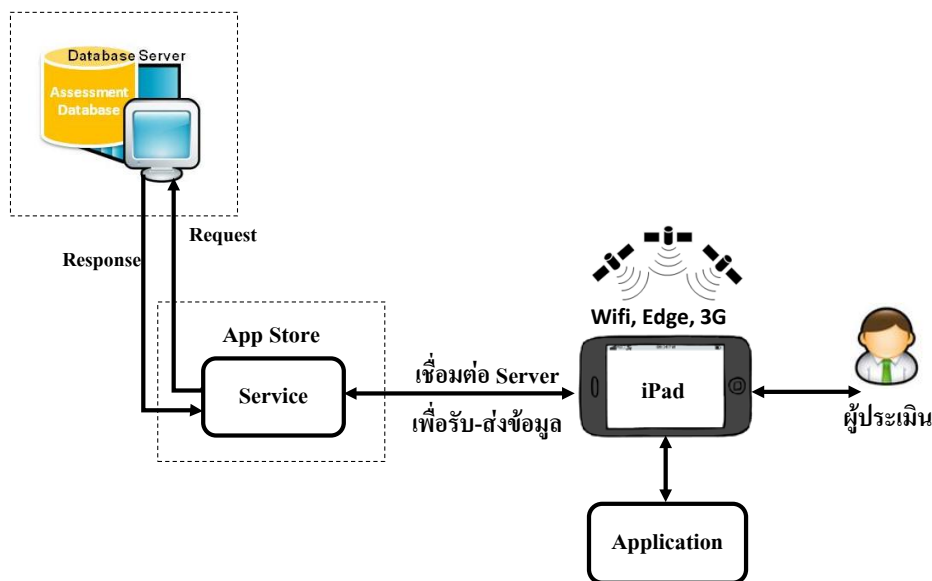 Database Server
Assessment
Database
Request
Response
Wifi, Edge, 3G
App Store
Service
เชื่อมต่อ Server
เพื่อรับ-ส่งข้อมูล
iPad
ผู้ประเมิน
Application